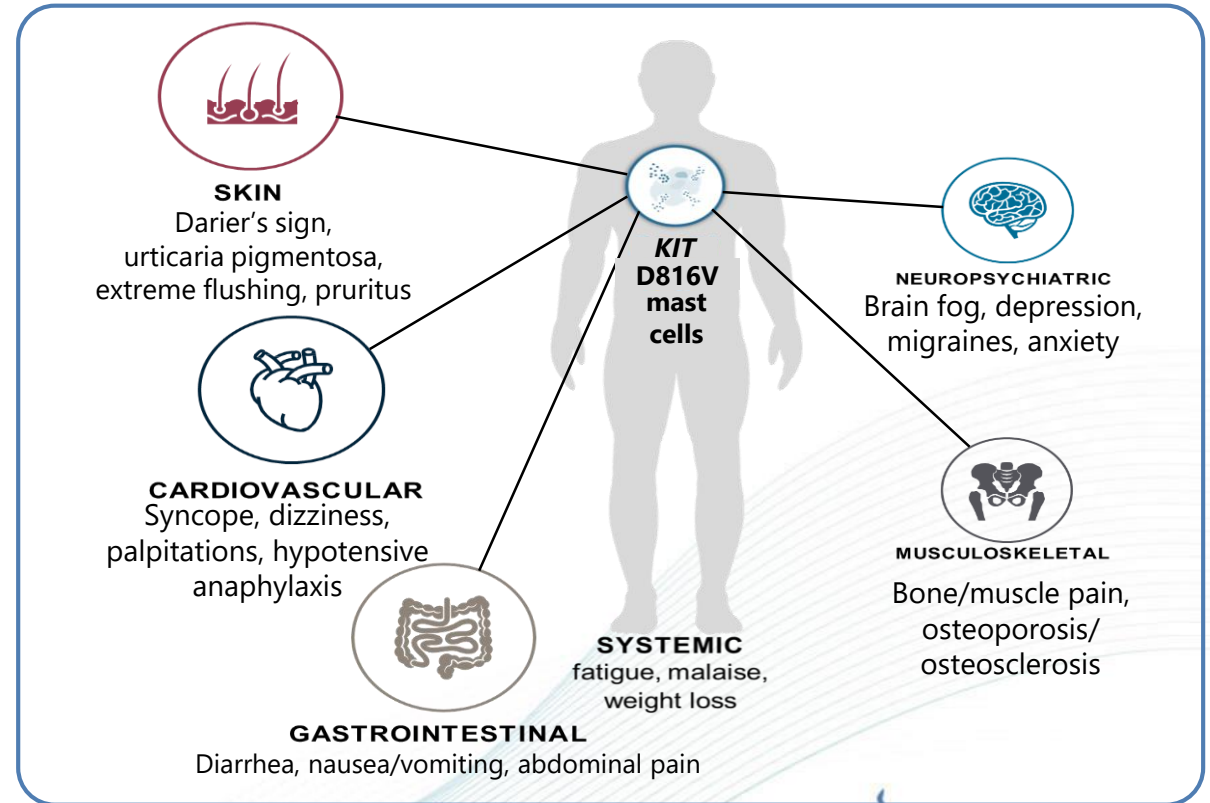 SKIN
Darier's sign,
urticaria pigmentosa,
extreme flushing, pruritus
CARDIOVASCULAR
Syncope, dizziness,
palpitations, hypotensive
anaphylaxis
GASTROINTESTINAL
Diarrhea, nausea/vomiting, abdominal pain
KIT
D816V
mast
cells
SYSTEMIC
fatigue, malaise,
weight loss
NEUROPSYCHIATRIC
Brain fog, depression,
migraines, anxiety
MUSCULOSKELETAL
Bone/muscle pain,
osteoporosis/
osteosclerosis